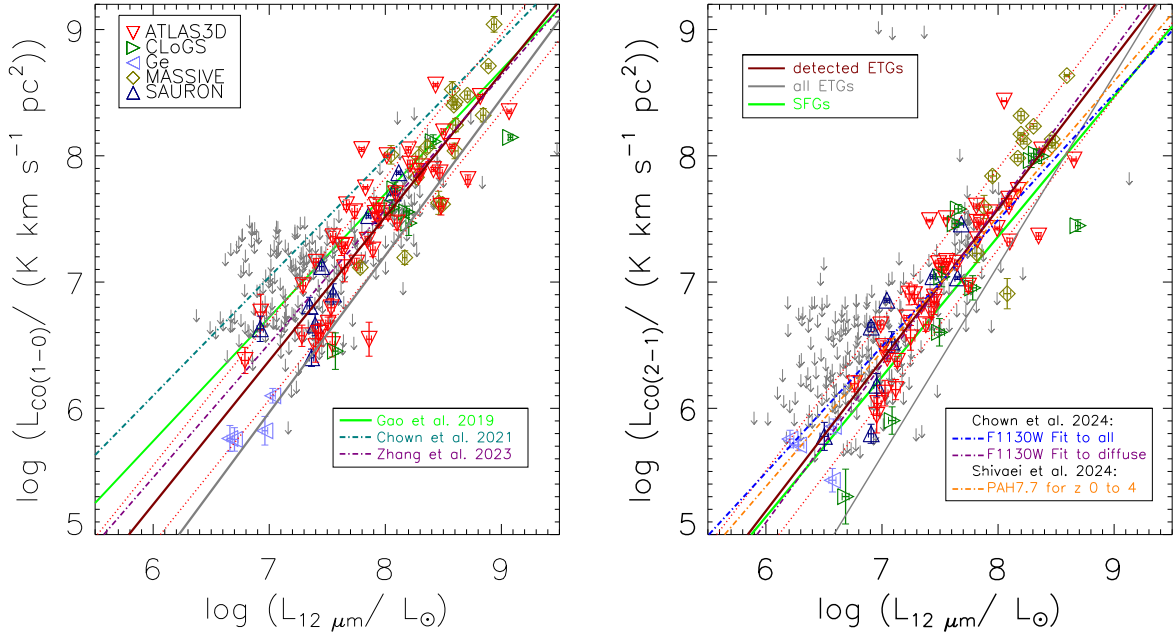 ATLAS3D
CLoGS
Ge
MASSIVE
SAURON
Gao et al. 2019
Chown et al. 2021
Zhang et al. 2023
log (L_CO(1−0)/ (K km s⁻¹ pc²)
9
8
7
6
5
6 7 8 9
log (L_12 μm/ L_⊙)
detected ETGs
all ETGs
SFGs
Chown et al. 2024:
F1130W Fit to all
F1130W Fit to diffuse
Shivaei et al. 2024:
PAH7.7 for z 0 to 4
log (L_CO(2−1)/ (K km s⁻¹ pc²)
9
8
7
6
5
6 7 8 9
log (L_12 μm/ L_⊙)